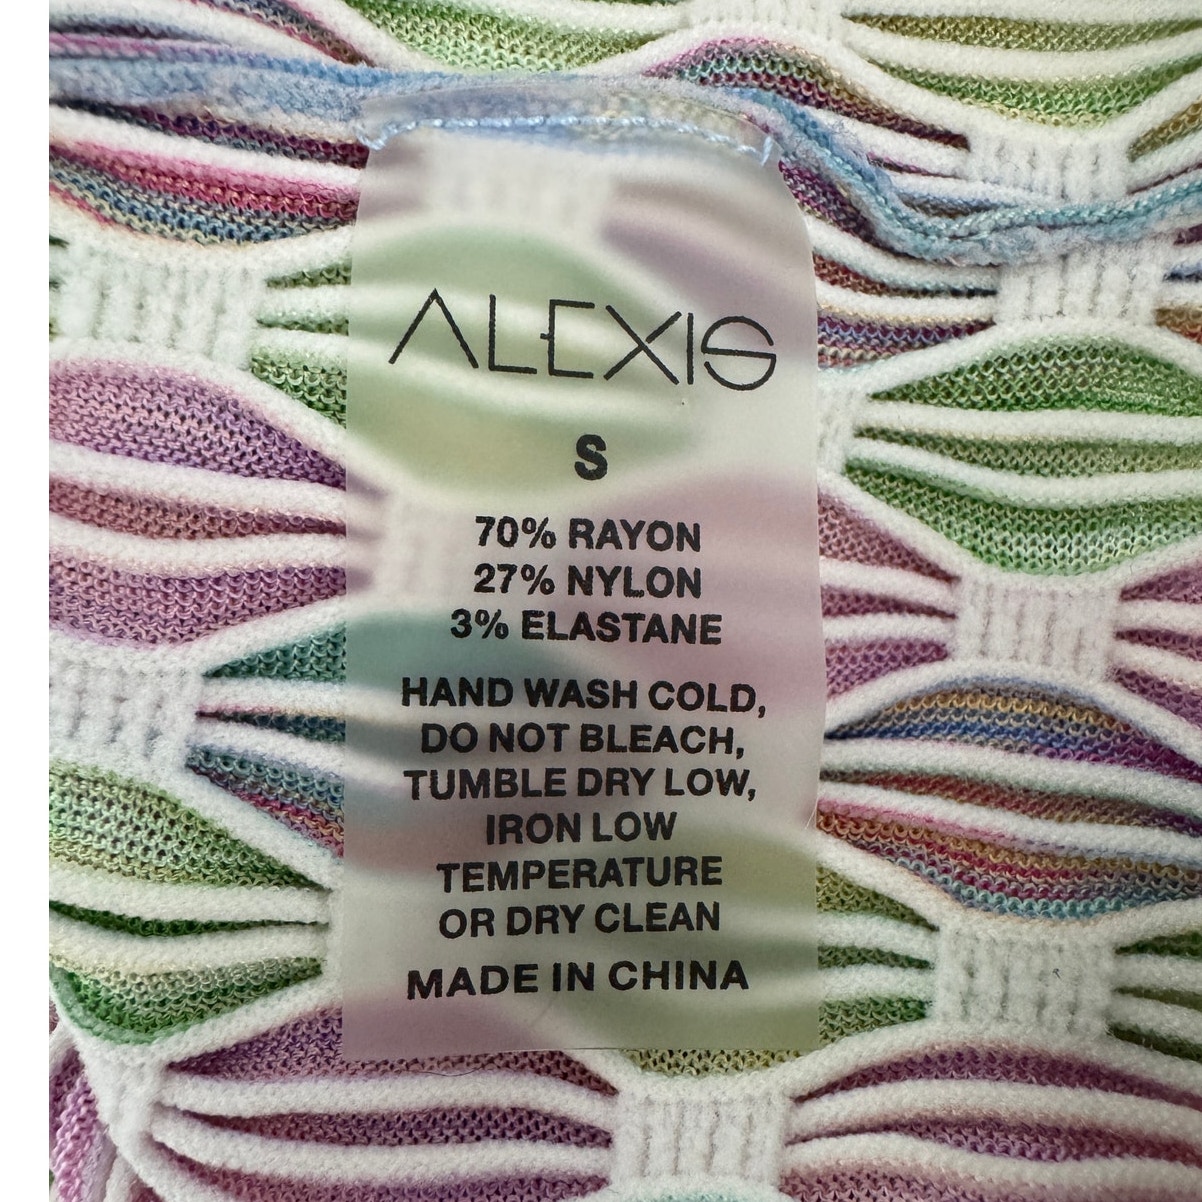 ALEXIS
S
70% RAYON
27% NYLON
3% ELASTANE
HAND WASH COLD,
DO NOT BLEACH,
TUMBLE DRY LOW,
IRON LOW
TEMPERATURE
OR DRY CLEAN
MADE IN CHINA